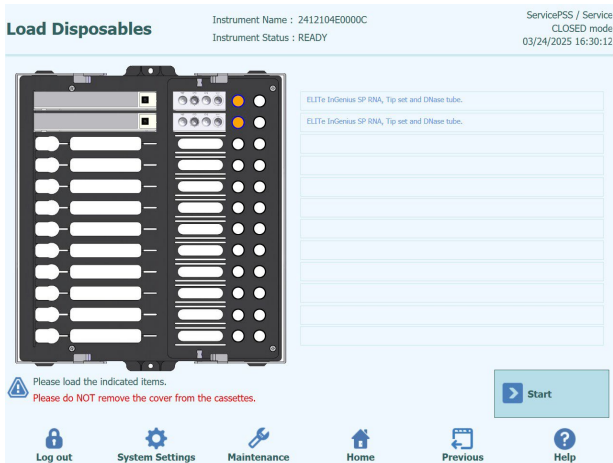 Load Disposables
Instrument Name : 2412104E0000C
Instrument Status : READY
ServicePSS / Service
CLOSED mode
03/24/2025 16:30:12
ELITe InGenius SP RNA, Tip set and DNase tube.
ELITe InGenius SP RNA, Tip set and DNase tube.
Please load the indicated items.
Please do NOT remove the cover from the cassettes.
Start
Log out
System Settings
Maintenance
Home
Previous
Help